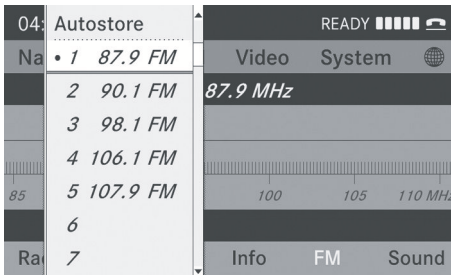 04: Autostore READY
Na • 1 87.9 FM Video System
2 90.1 FM 87.9 MHz
3 98.1 FM
4 106.1 FM
85 5 107.9 FM 100 105 110 MHz
6
Ra 7 Info FM Sound